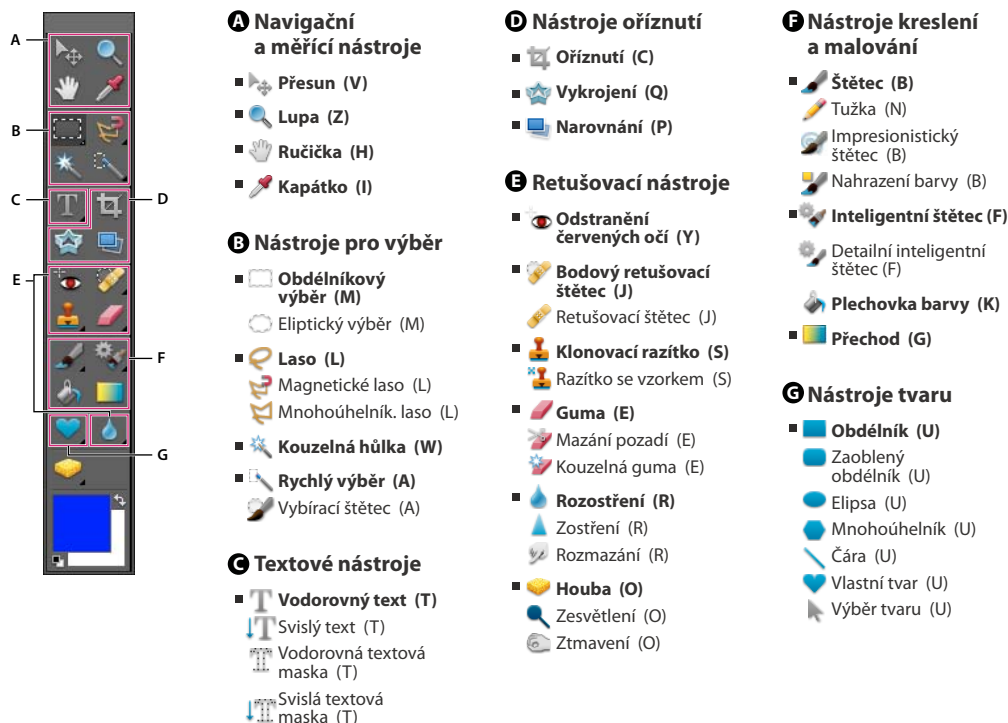 A
B
C
D
E
F
G
A Navigační
a měřící nástroje
Přesun (V)
Lupa (Z)
Ručička (H)
Kapátko (I)
B Nástroje pro výběr
Obdélníkový
výběr (M)
Eliptický výběr (M)
Laso (L)
Magnetické laso (L)
Mnohoúhelník. laso (L)
Kouzelná hůlka (W)
Rychlý výběr (A)
Vybírací štětec (A)
C Textové nástroje
Vodorovný text (T)
Svislý text (T)
Vodorovná textová
maska (T)
Svislá textová
maska (T)
D Nástroje oříznutí
Oříznutí (C)
Vykrojení (Q)
Narovnání (P)
E Retušovací nástroje
Odstranění
červených očí (Y)
Bodový retušovací
štětec (J)
Retušovací štětec (J)
Klonovací razítko (S)
Razítko se vzorkem (S)
Guma (E)
Mazání pozadí (E)
Kouzelná guma (E)
Rozostření (R)
Zostření (R)
Rozmazání (R)
Houba (O)
Zesvětlení (O)
Ztmavení (O)
F Nástroje kreslení
a malování
Štětec (B)
Tužka (N)
Impresionistický
štětec (B)
Nahrazení barvy (B)
Inteligentní štětec (F)
Detailní inteligentní
štětec (F)
Plechovka barvy (K)
Přechod (G)
G Nástroje tvaru
Obdélník (U)
Zaoblený
obdélník (U)
Elipsa (U)
Mnohoúhelník (U)
Čára (U)
Vlastní tvar (U)
Výběr tvaru (U)